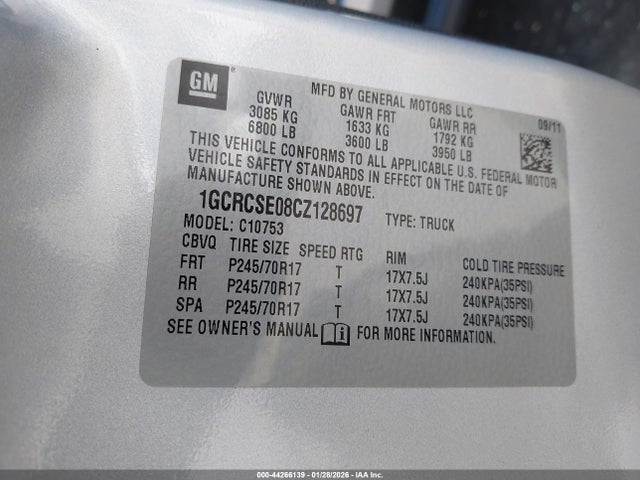 GM
MFD BY GENERAL MOTORS LLC
GVWR GAWR FRT GAWR RR 09/11
3085 KG 1633 KG 1792 KG
6800 LB 3600 LB 3950 LB
THIS VEHICLE CONFORMS TO ALL APPLICABLE U.S. FEDERAL MOTOR
VEHICLE SAFETY STANDARDS IN EFFECT ON THE DATE OF
MANUFACTURE SHOWN ABOVE.
1GCRCSE08CZ128697 TYPE: TRUCK
MODEL: C10753
CBVQ TIRE SIZE SPEED RTG RIM COLD TIRE PRESSURE
FRT P245/70R17 T 17X7.5J 240KPA(35PSI)
RR P245/70R17 T 17X7.5J 240KPA(35PSI)
SPA P245/70R17 T 17X7.5J 240KPA(35PSI)
SEE OWNER'S MANUAL FOR MORE INFORMATION.
000-44266139 | 01/28/2026 - IAA Inc.